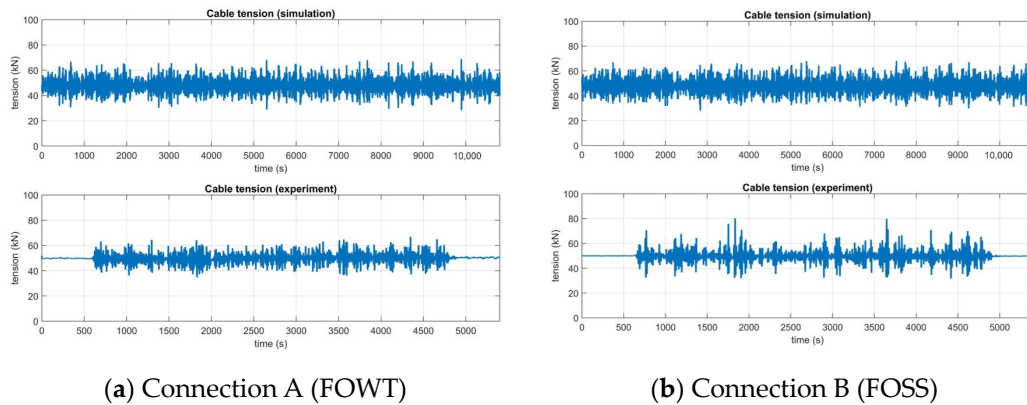 Cable tension (simulation)
100
80
60
40
20
0
tension (kN)
0 1000 2000 3000 4000 5000 6000 7000 8000 9000 10,000
time (s)
Cable tension (experiment)
100
80
60
40
20
0
tension (kN)
0 500 1000 1500 2000 2500 3000 3500 4000 4500 5000
time (s)
(a) Connection A (FOWT)
Cable tension (simulation)
100
80
60
40
20
0
tension (kN)
0 1000 2000 3000 4000 5000 6000 7000 8000 9000 10,000
time (s)
Cable tension (experiment)
100
80
60
40
20
0
tension (kN)
0 500 1000 1500 2000 2500 3000 3500 4000 4500 5000
time (s)
(b) Connection B (FOSS)